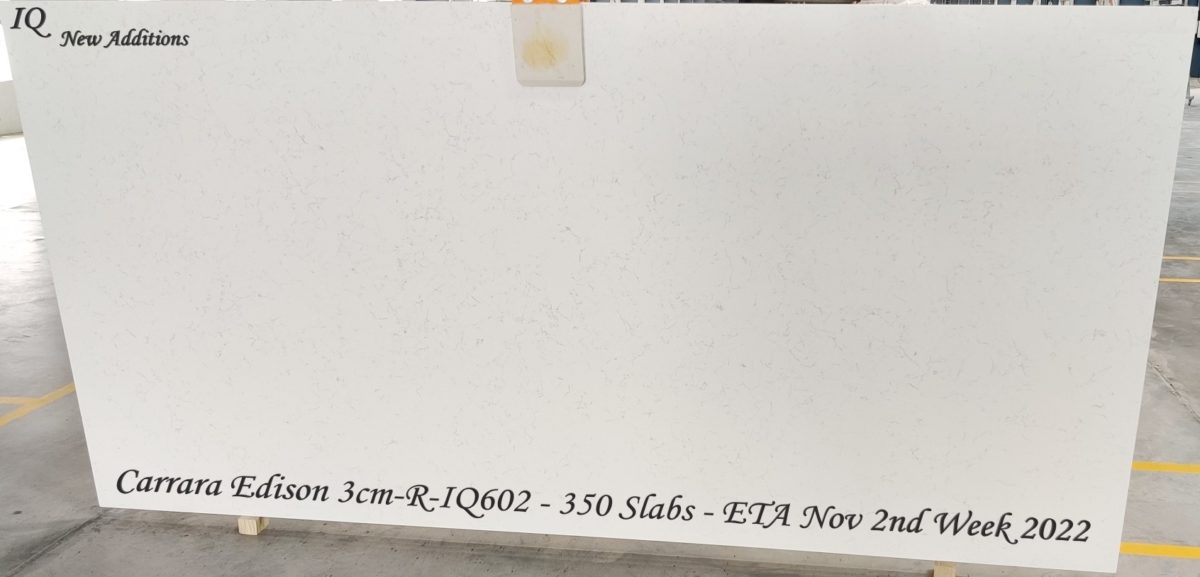 IQ
New Additions
Carrara Edison 3cm-R-IQ602 - 350 Slabs - ETA Nov 2nd Week 2022